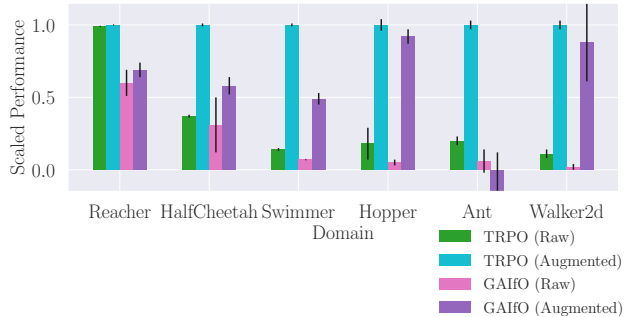 Scaled Performance
1.0
0.5
0.0
Reacher HalfCheetah Swimmer Hopper Ant Walker2d
Domain
TRPO (Raw)
TRPO (Augmented)
GAIfO (Raw)
GAIfO (Augmented)